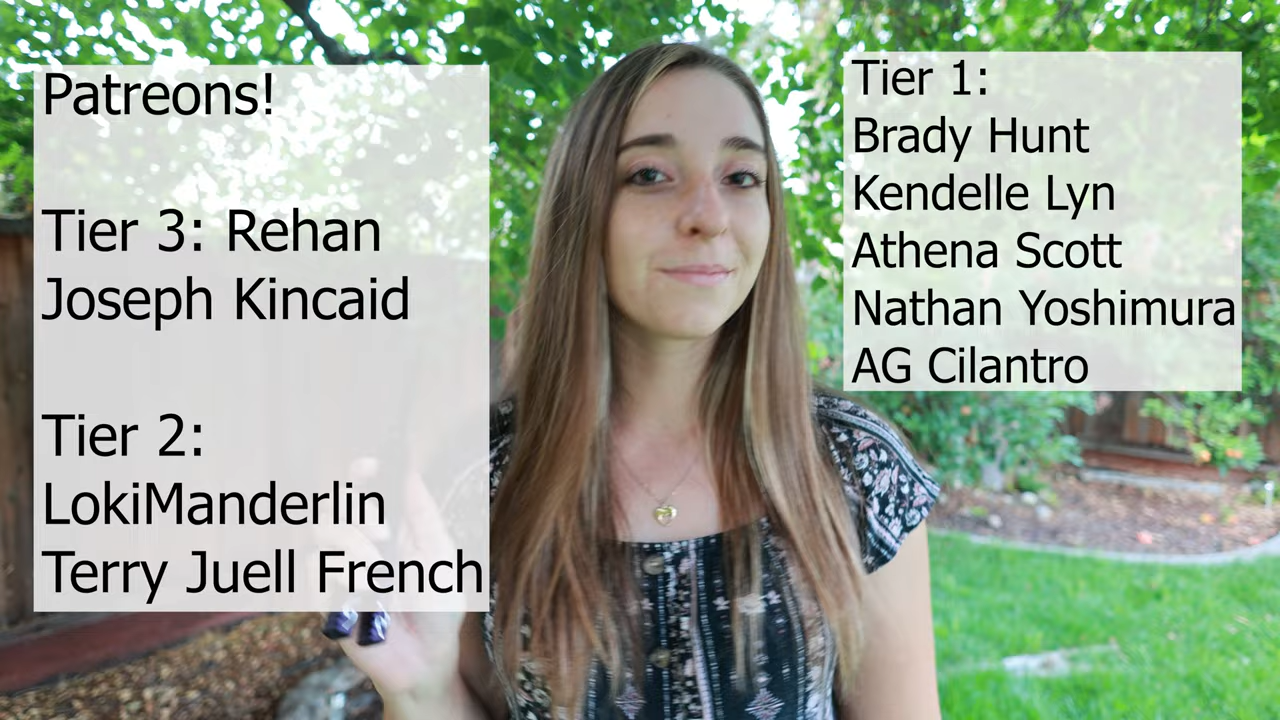 Patreons!
Tier 3: Rehan
Joseph Kincaid
Tier 2:
LokiManderlin
Terry Juell French
Tier 1:
Brady Hunt
Kendelle Lyn
Athena Scott
Nathan Yoshimura
AG Cilantro